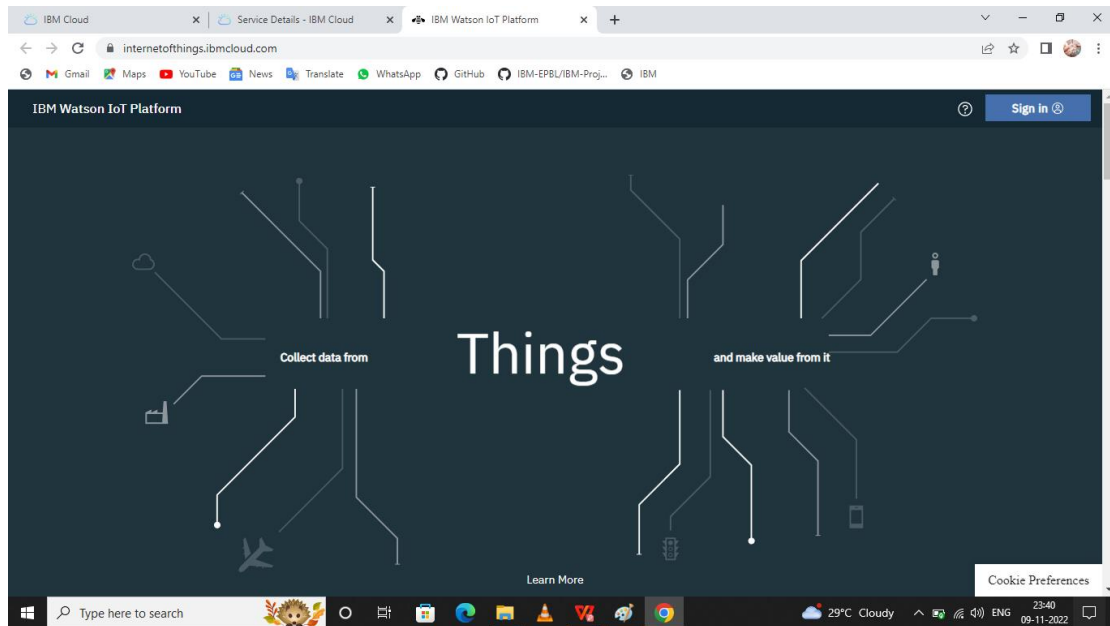 IBM Cloud
Service Details - IBM Cloud
IBM Watson IoT Platform
internetofthings.ibmcloud.com
Gmail Maps YouTube News Translate WhatsApp GitHub IBM-EPBL/IBM-Proj... IBM
IBM Watson IoT Platform
Sign in
Collect data from Things and make value from it
Learn More
Cookie Preferences
Type here to search
29°C Cloudy
ENG
23:40
09-11-2022